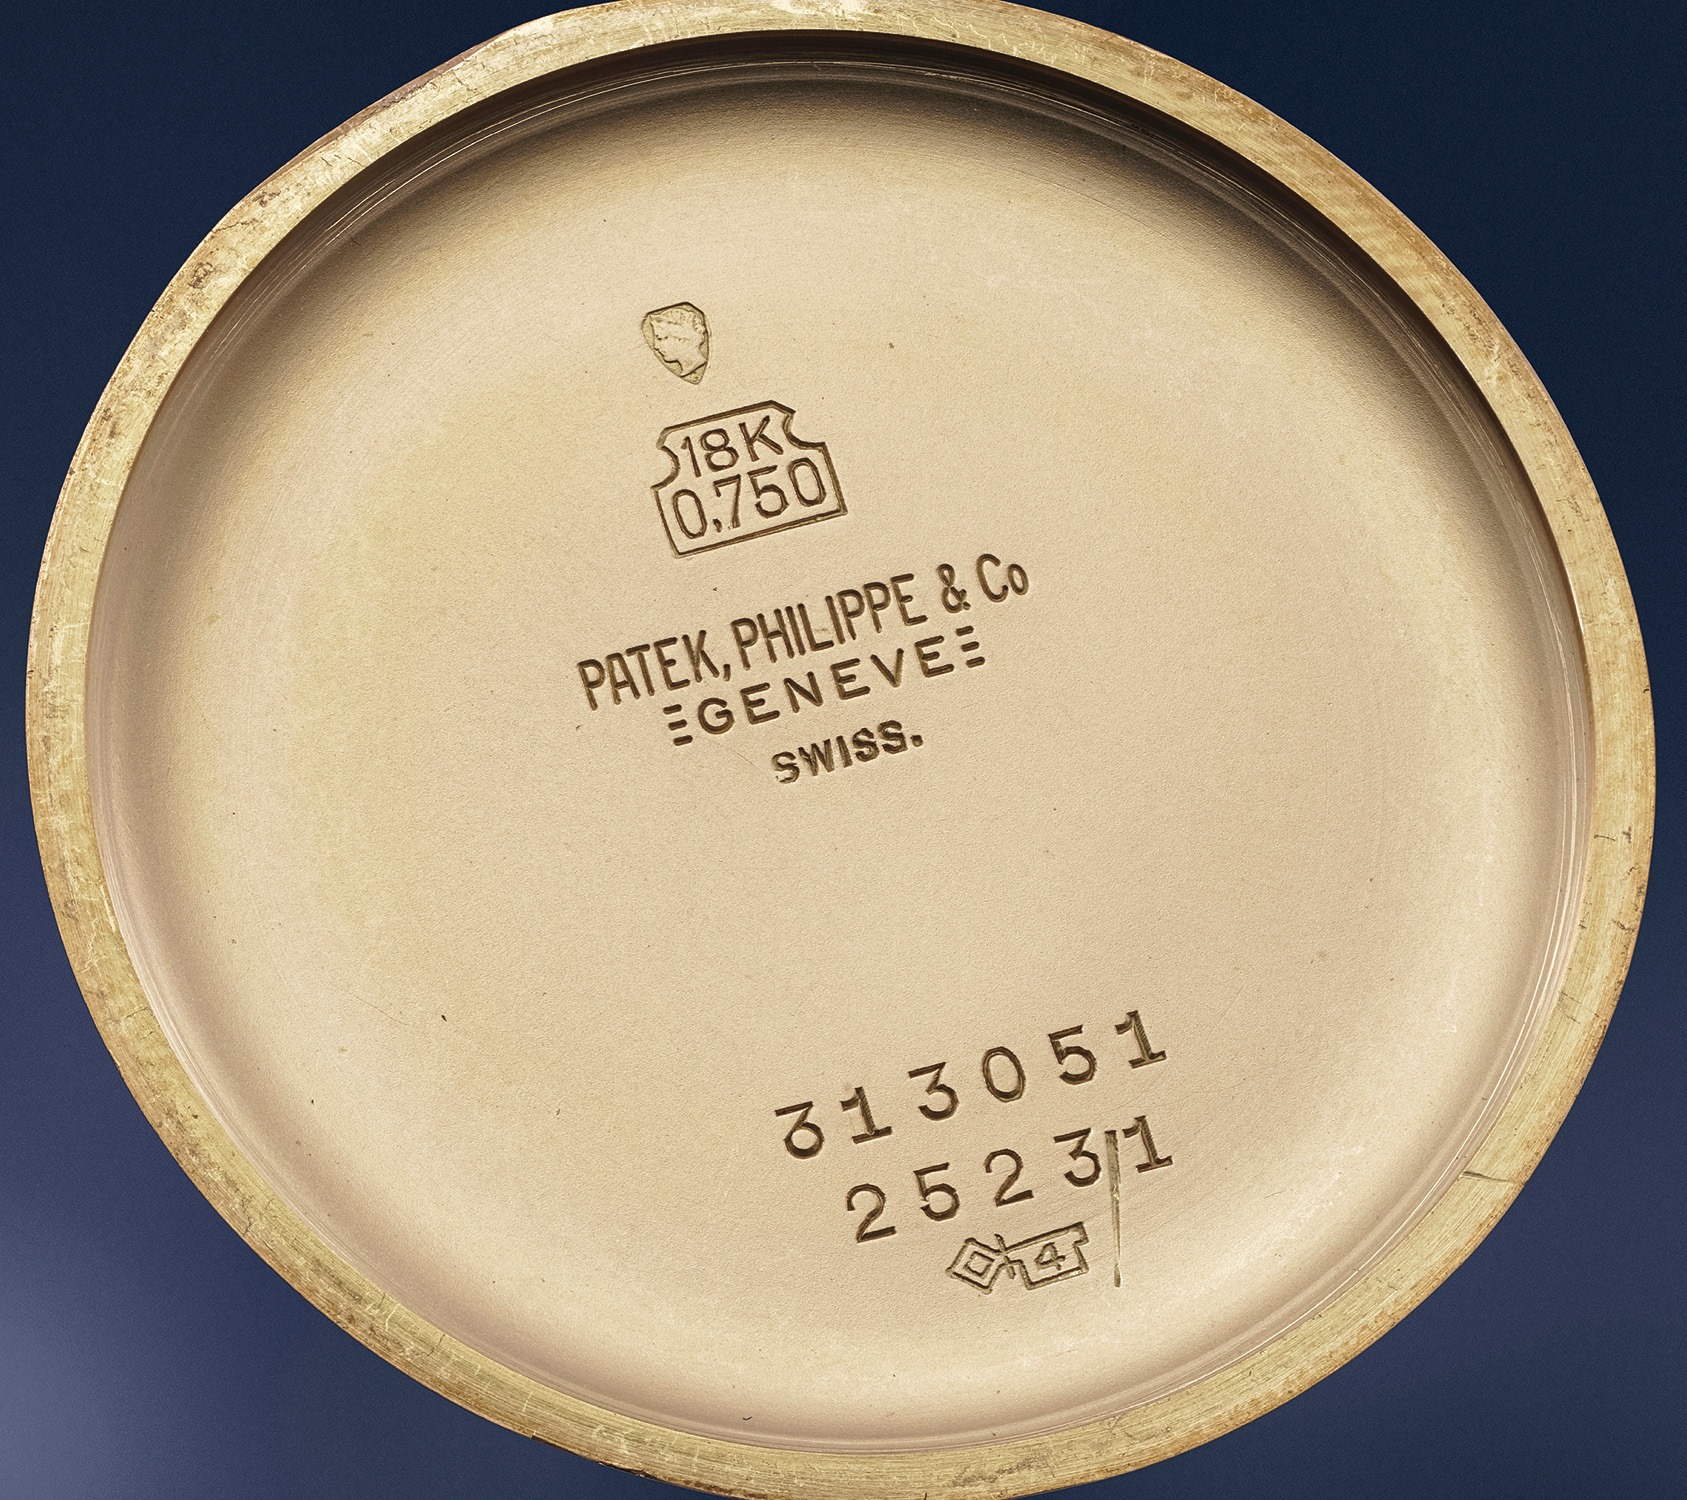 18K
0,750
PATEK, PHILIPPE & Co
GENEVE
SWISS.
313051
2523/1
4